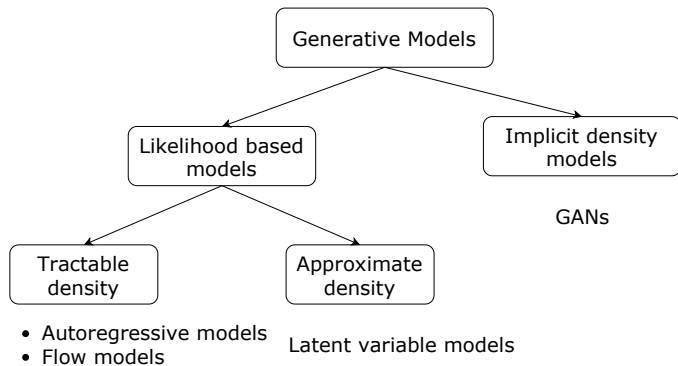 Generative Models
Likelihood based
models
Implicit density
models
GANs
Tractable
density
Approximate
density
• Autoregressive models
• Flow models
Latent variable models